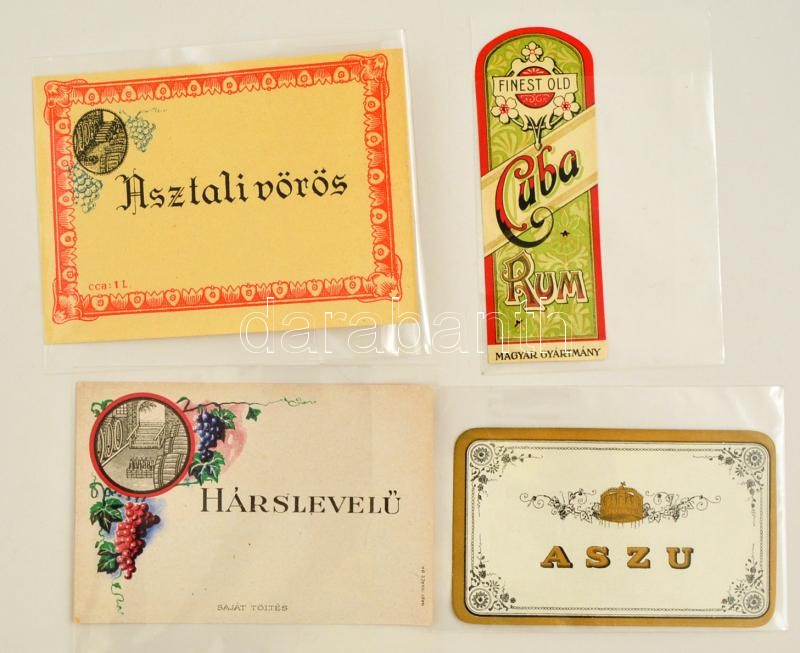 Asztali vörös
cca: 1 L.
FINEST OLD
Cuba
RUM
MAGYAR GYÁRTMÁNY
darabanth
HÁRSLEVELŰ
SAJÁT TÖLTÉS
ASZU